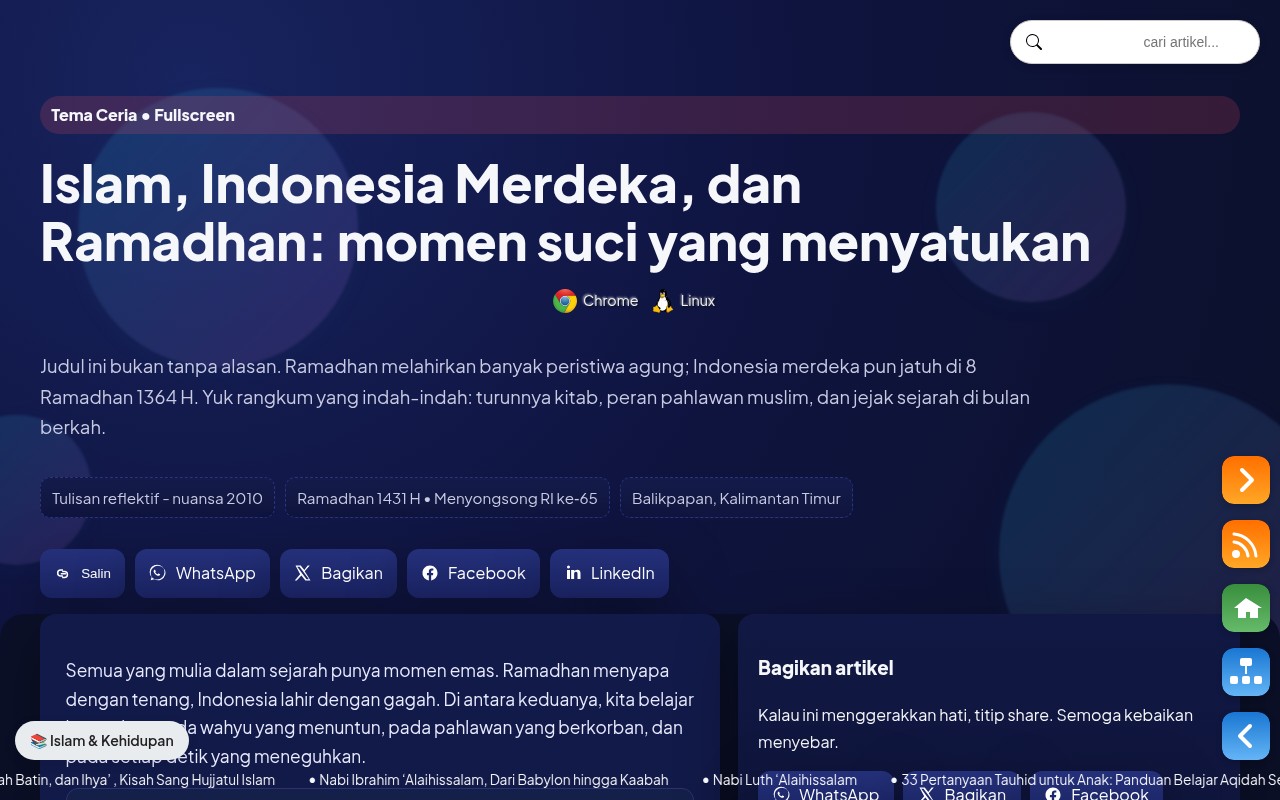 cari artikel...
Tema Ceria • Fullscreen
Islam, Indonesia Merdeka, dan
Ramadhan: momen suci yang menyatukan
Chrome Linux
Judul ini bukan tanpa alasan. Ramadhan melahirkan banyak peristiwa agung; Indonesia merdeka pun jatuh di 8
Ramadhan 1364 H. Yuk rangkum yang indah-indah: turunnya kitab, peran pahlawan muslim, dan jejak sejarah di bulan
berkah.
Tulisan reflektif - nuansa 2010
Ramadhan 1431 H • Menyongsong RI ke-65
Balikpapan, Kalimantan Timur
Salin
WhatsApp
Bagikan
Facebook
LinkedIn
Semua yang mulia dalam sejarah punya momen emas. Ramadhan menyapa
dengan tenang, Indonesia lahir dengan gagah. Di antara keduanya, kita belajar
wahyu yang menuntun, pada pahlawan yang berkorban, dan
detik yang meneguhkan.
Bagikan artikel
Kalau ini menggerakkan hati, titip share. Semoga kebaikan
menyebar.
WhatsApp
Bagikan
Facebook
📚 Islam & Kehidupan
Batin, dan Ihya’ , Kisah Sang Hujjatul Islam • Nabi Ibrahim ‘Alaihissalam, Dari Babylon hingga Kaabah • Nabi Luth ‘Alaihissalam • 33 Pertanyaan Tauhid untuk Anak: Panduan Belajar Aqidah